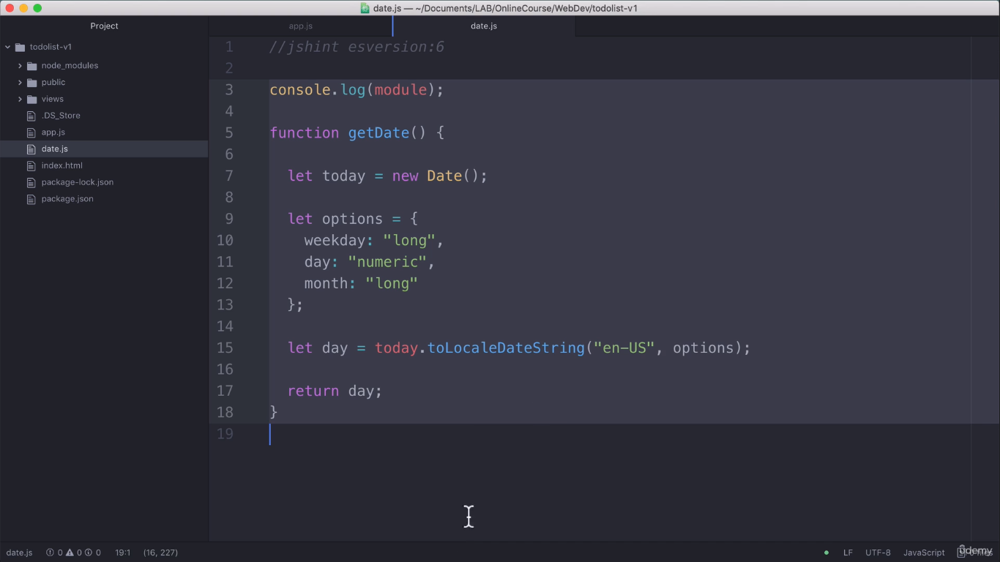 date.js — ~/Documents/LAB/OnlineCourse/WebDev/todolist-v1
Project
app.js
date.js
todolist-v1
node_modules
public
views
.DS_Store
app.js
date.js
index.html
package-lock.json
package.json
1 //jshint esversion:6
2
3 console.log(module);
4
5 function getDate() {
6
7 let today = new Date();
8
9 let options = {
10 weekday: "long",
11 day: "numeric",
12 month: "long"
13 };
14
15 let day = today.toLocaleDateString("en-US", options);
16
17 return day;
18 }
19
date.js 0 0 0 19:1 (16, 227)
LF UTF-8 JavaScript
udemy